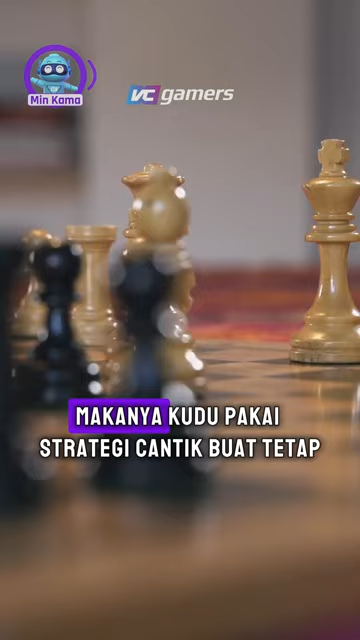 Min Kama
VC gamers
MAKANYA KUDU PAKAI
STRATEGI CANTIK BUAT TETAP